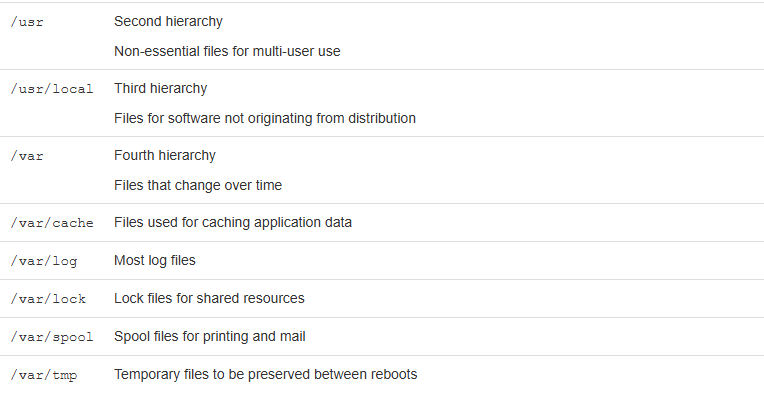 /usr Second hierarchy
Non-essential files for multi-user use
/usr/local Third hierarchy
Files for software not originating from distribution
/var Fourth hierarchy
Files that change over time
/var/cache Files used for caching application data
/var/log Most log files
/var/lock Lock files for shared resources
/var/spool Spool files for printing and mail
/var/tmp Temporary files to be preserved between reboots